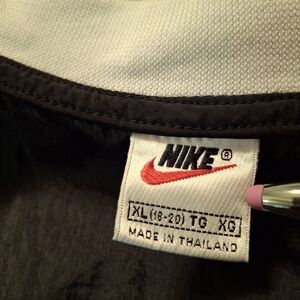 NIKE ®
XL (18-20) TG XG
MADE IN THAILAND